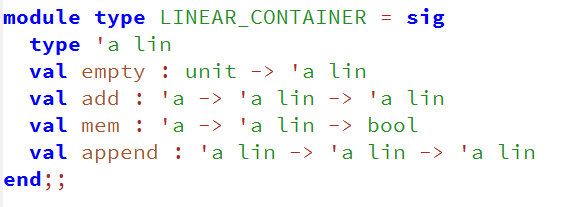 module type LINEAR_CONTAINER = sig
  type 'a lin
  val empty : unit -> 'a lin
  val add : 'a -> 'a lin -> 'a lin
  val mem : 'a -> 'a lin -> bool
  val append : 'a lin -> 'a lin -> 'a lin
end;;